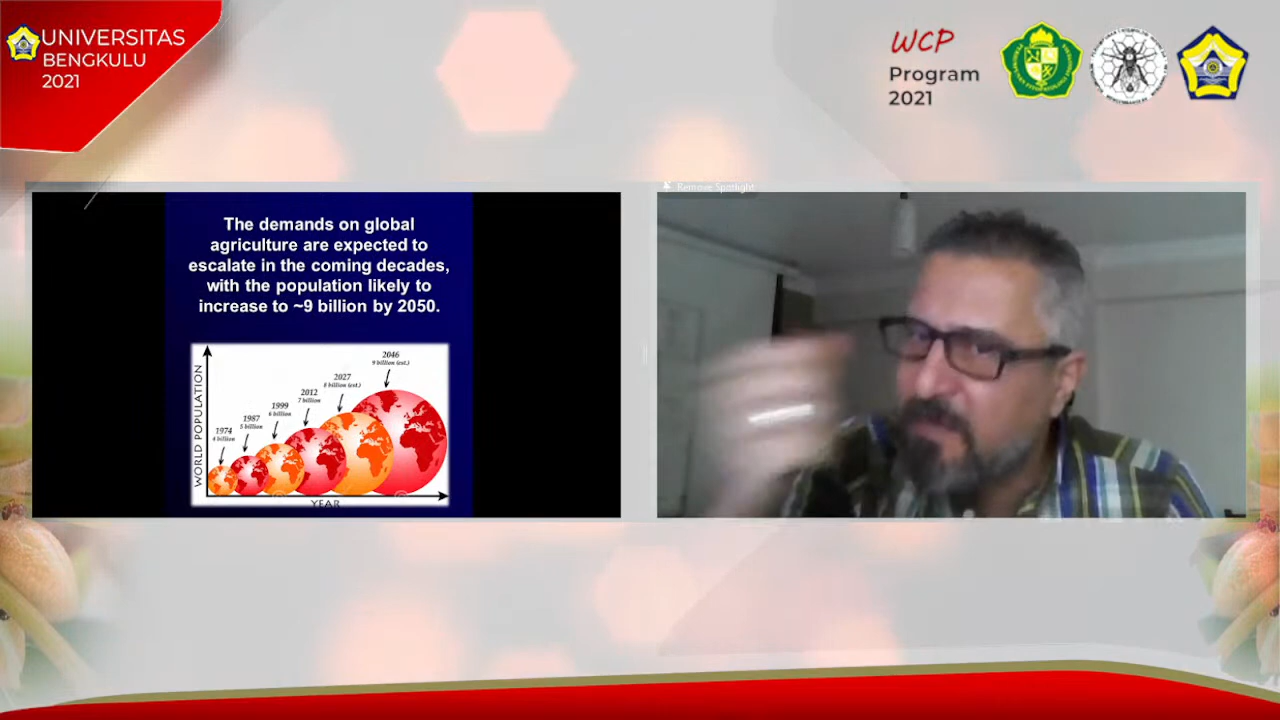 UNIVERSITAS
BENGKULU
2021
WCP
Program
2021
Remove Spotlight
The demands on global
agriculture are expected to
escalate in the coming decades,
with the population likely to
increase to ~9 billion by 2050.
WORLD POPULATION
1974
4 billion
1987
5 billion
1999
6 billion
2012
7 billion
2027
8 billion (est.)
2046
9 billion (est.)
YEAR